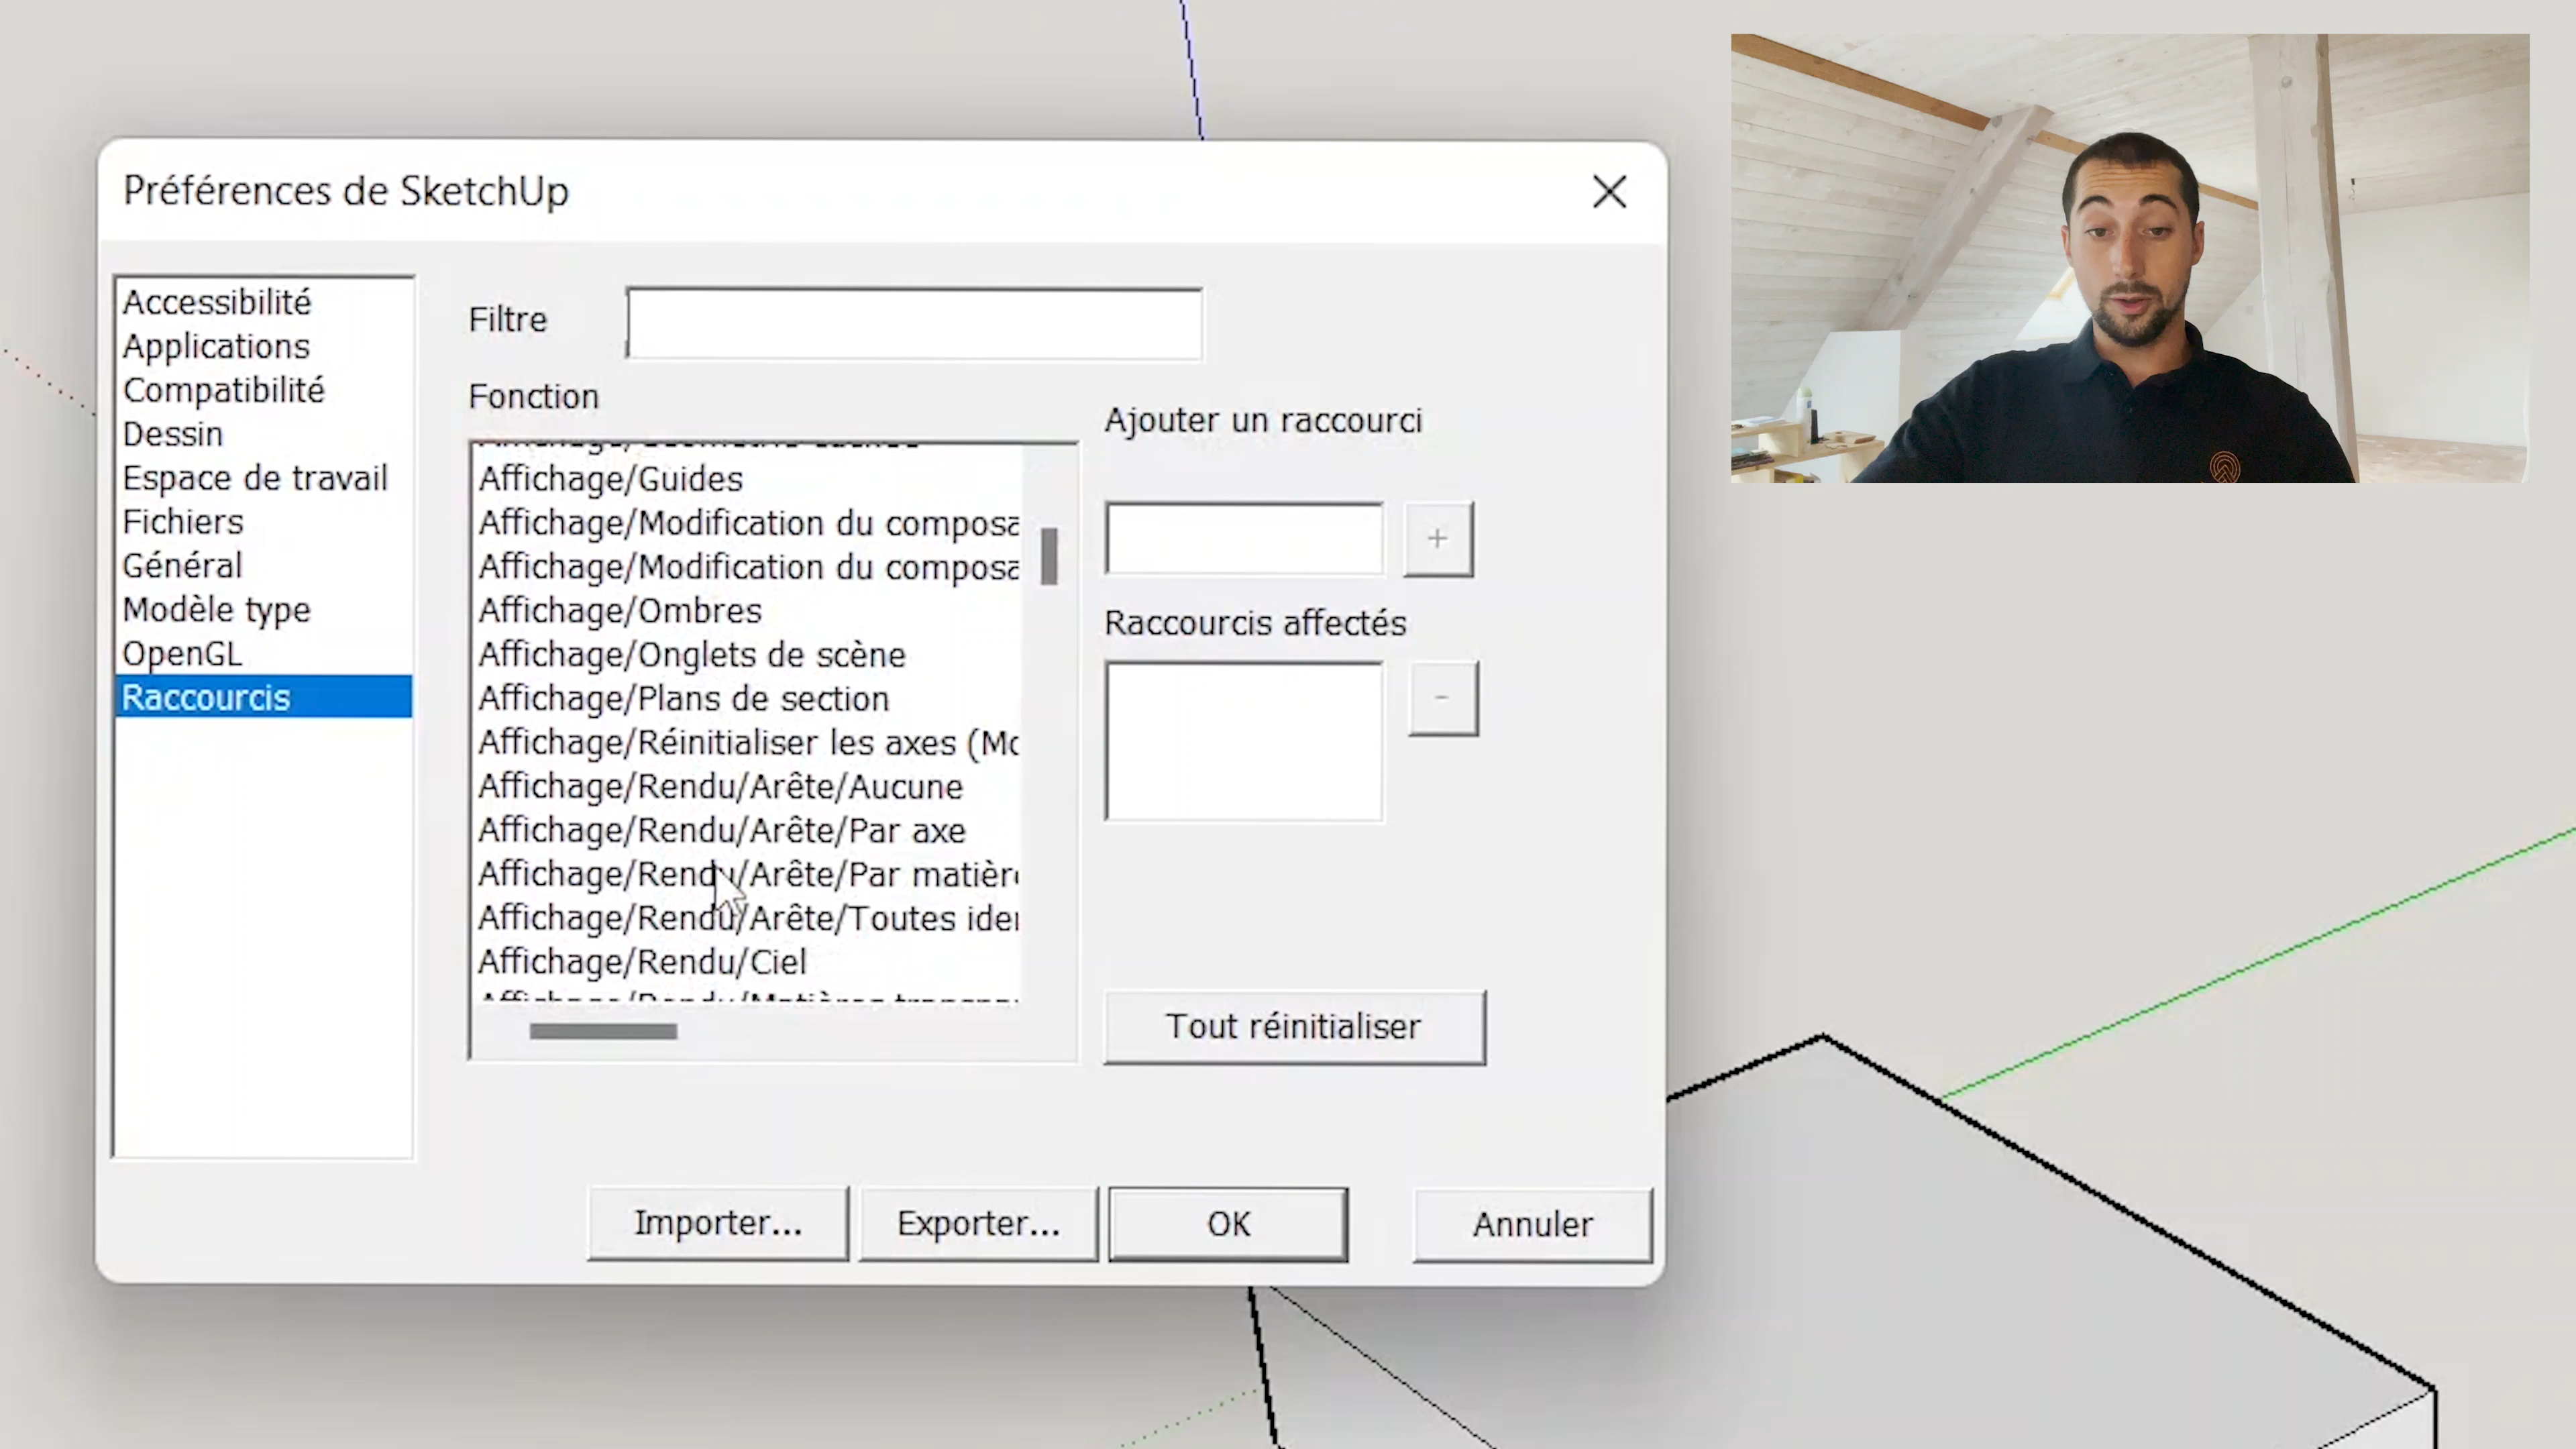 Préférences de SketchUp
Accessibilité
Applications
Compatibilité
Dessin
Espace de travail
Fichiers
Général
Modèle type
OpenGL
Raccourcis
Filtre
Fonction
Affichage/Guides
Affichage/Modification du composa
Affichage/Modification du composa
Affichage/Ombres
Affichage/Onglets de scène
Affichage/Plans de section
Affichage/Réinitialiser les axes (Mo
Affichage/Rendu/Arête/Aucune
Affichage/Rendu/Arête/Par axe
Affichage/Rendu/Arête/Par matièr
Affichage/Rendu/Arête/Toutes ide
Affichage/Rendu/Ciel
Ajouter un raccourci
+
Raccourcis affectés
-
Tout réinitialiser
Importer...
Exporter...
OK
Annuler